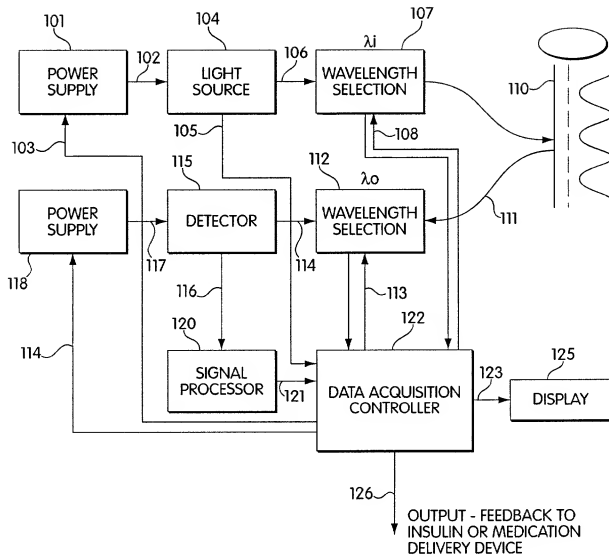 101
POWER
SUPPLY
102
104
LIGHT
SOURCE
106
λi
107
WAVELENGTH
SELECTION
110
103
105
108
115
DETECTOR
112
λo
WAVELENGTH
SELECTION
111
POWER
SUPPLY
118
117
114
116
113
114
120
SIGNAL
PROCESSOR
121
122
DATA ACQUISITION
CONTROLLER
123
125
DISPLAY
126
OUTPUT - FEEDBACK TO
INSULIN OR MEDICATION
DELIVERY DEVICE